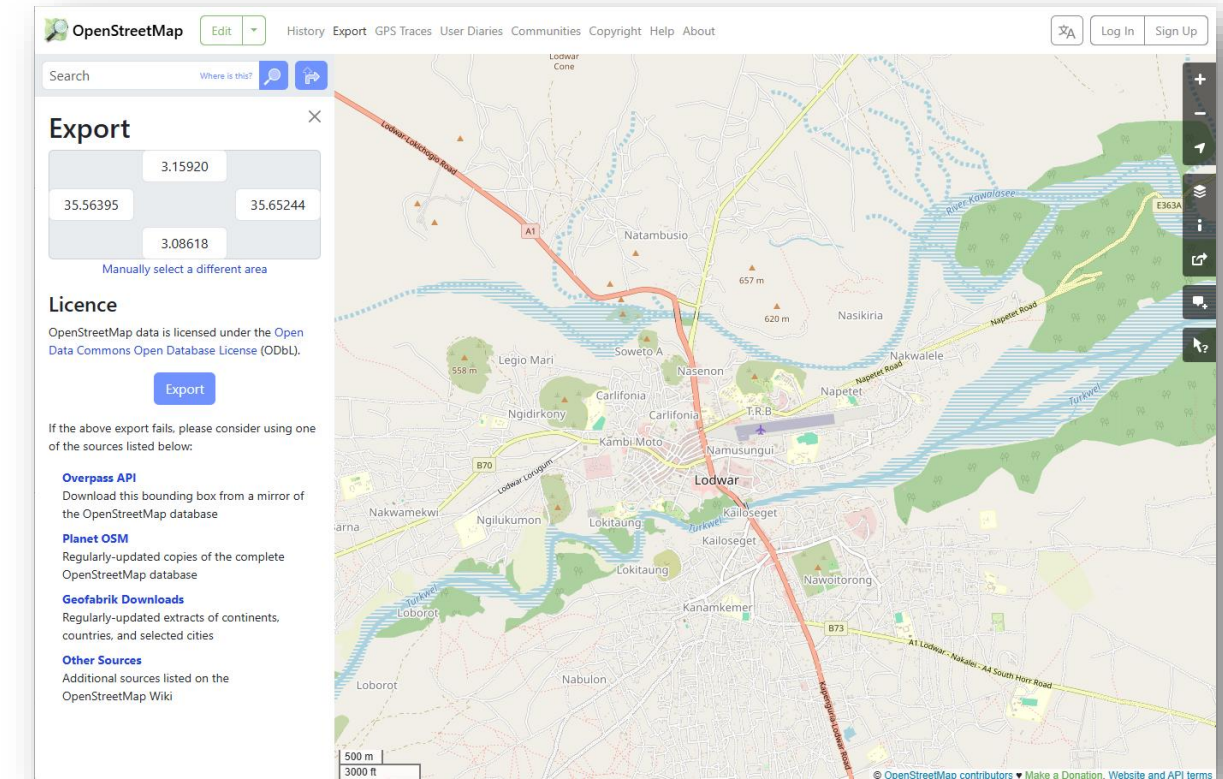 OpenStreetMap
Edit
History Export GPS Traces User Diaries Communities Copyright Help About
Log In
Sign Up
Search
Where is this?
Export
3.15920
35.56395
35.65244
3.08618
Manually select a different area
Licence
OpenStreetMap data is licensed under the Open
Data Commons Open Database License (ODbL).
Export
If the above export fails, please consider using one
of the sources listed below:
Overpass API
Download this bounding box from a mirror of
the OpenStreetMap database
Planet OSM
Regularly-updated copies of the complete
OpenStreetMap database
Geofabrik Downloads
Regularly-updated extracts of continents,
countries, and selected cities
Other Sources
Additional sources listed on the
OpenStreetMap Wiki
Lodwar
Cone
Lodwar-Lokichogio Road
River Kawalasee
E363A
A1
Natambusio
657 m
620 m
Nasikiria
Napetet Road
Soweto A
Legio Mari
558 m
Nasenon
Nakwalele
Napetet Road
Turkwel
Carlifonia
Napetet
Ngidirkony
Carlifonia
T.R.B
Kambi Moto
Namusungui
B70
Lodwar Lorugum
Lodwar
Nakwamekwi
arna
Ngilukumon
Lokitaung
Turkwel
Kailoseget
Kailoseget
Lokitaung
Nawoitorong
Turkwel
Loborot
Kanamkemer
B73
A1 Lodwar - Nakalei - A4 South Horr Road
Nabulon
Loborot
Kapenguria-Lodwar Road
500 m
3000 ft
© OpenStreetMap contributors ♥ Make a Donation. Website and API terms